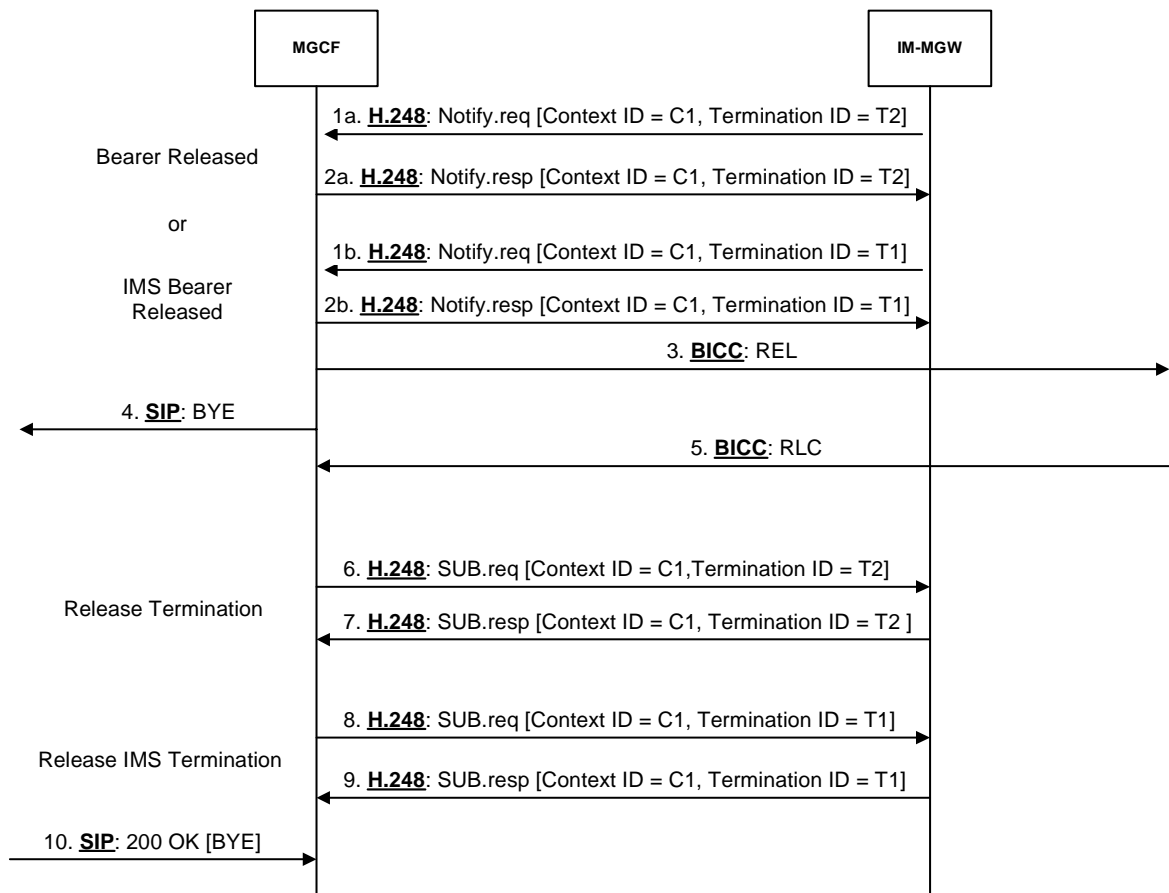 MGCF
IM-MGW
1a. H.248: Notify.req [Context ID = C1, Termination ID = T2]
Bearer Released
2a. H.248: Notify.resp [Context ID = C1, Termination ID = T2]
or
1b. H.248: Notify.req [Context ID = C1, Termination ID = T1]
IMS Bearer
Released
2b. H.248: Notify.resp [Context ID = C1, Termination ID = T1]
3. BICC: REL
4. SIP: BYE
5. BICC: RLC
6. H.248: SUB.req [Context ID = C1,Termination ID = T2]
Release Termination
7. H.248: SUB.resp [Context ID = C1, Termination ID = T2 ]
8. H.248: SUB.req [Context ID = C1, Termination ID = T1]
Release IMS Termination
9. H.248: SUB.resp [Context ID = C1, Termination ID = T1]
10. SIP: 200 OK [BYE]